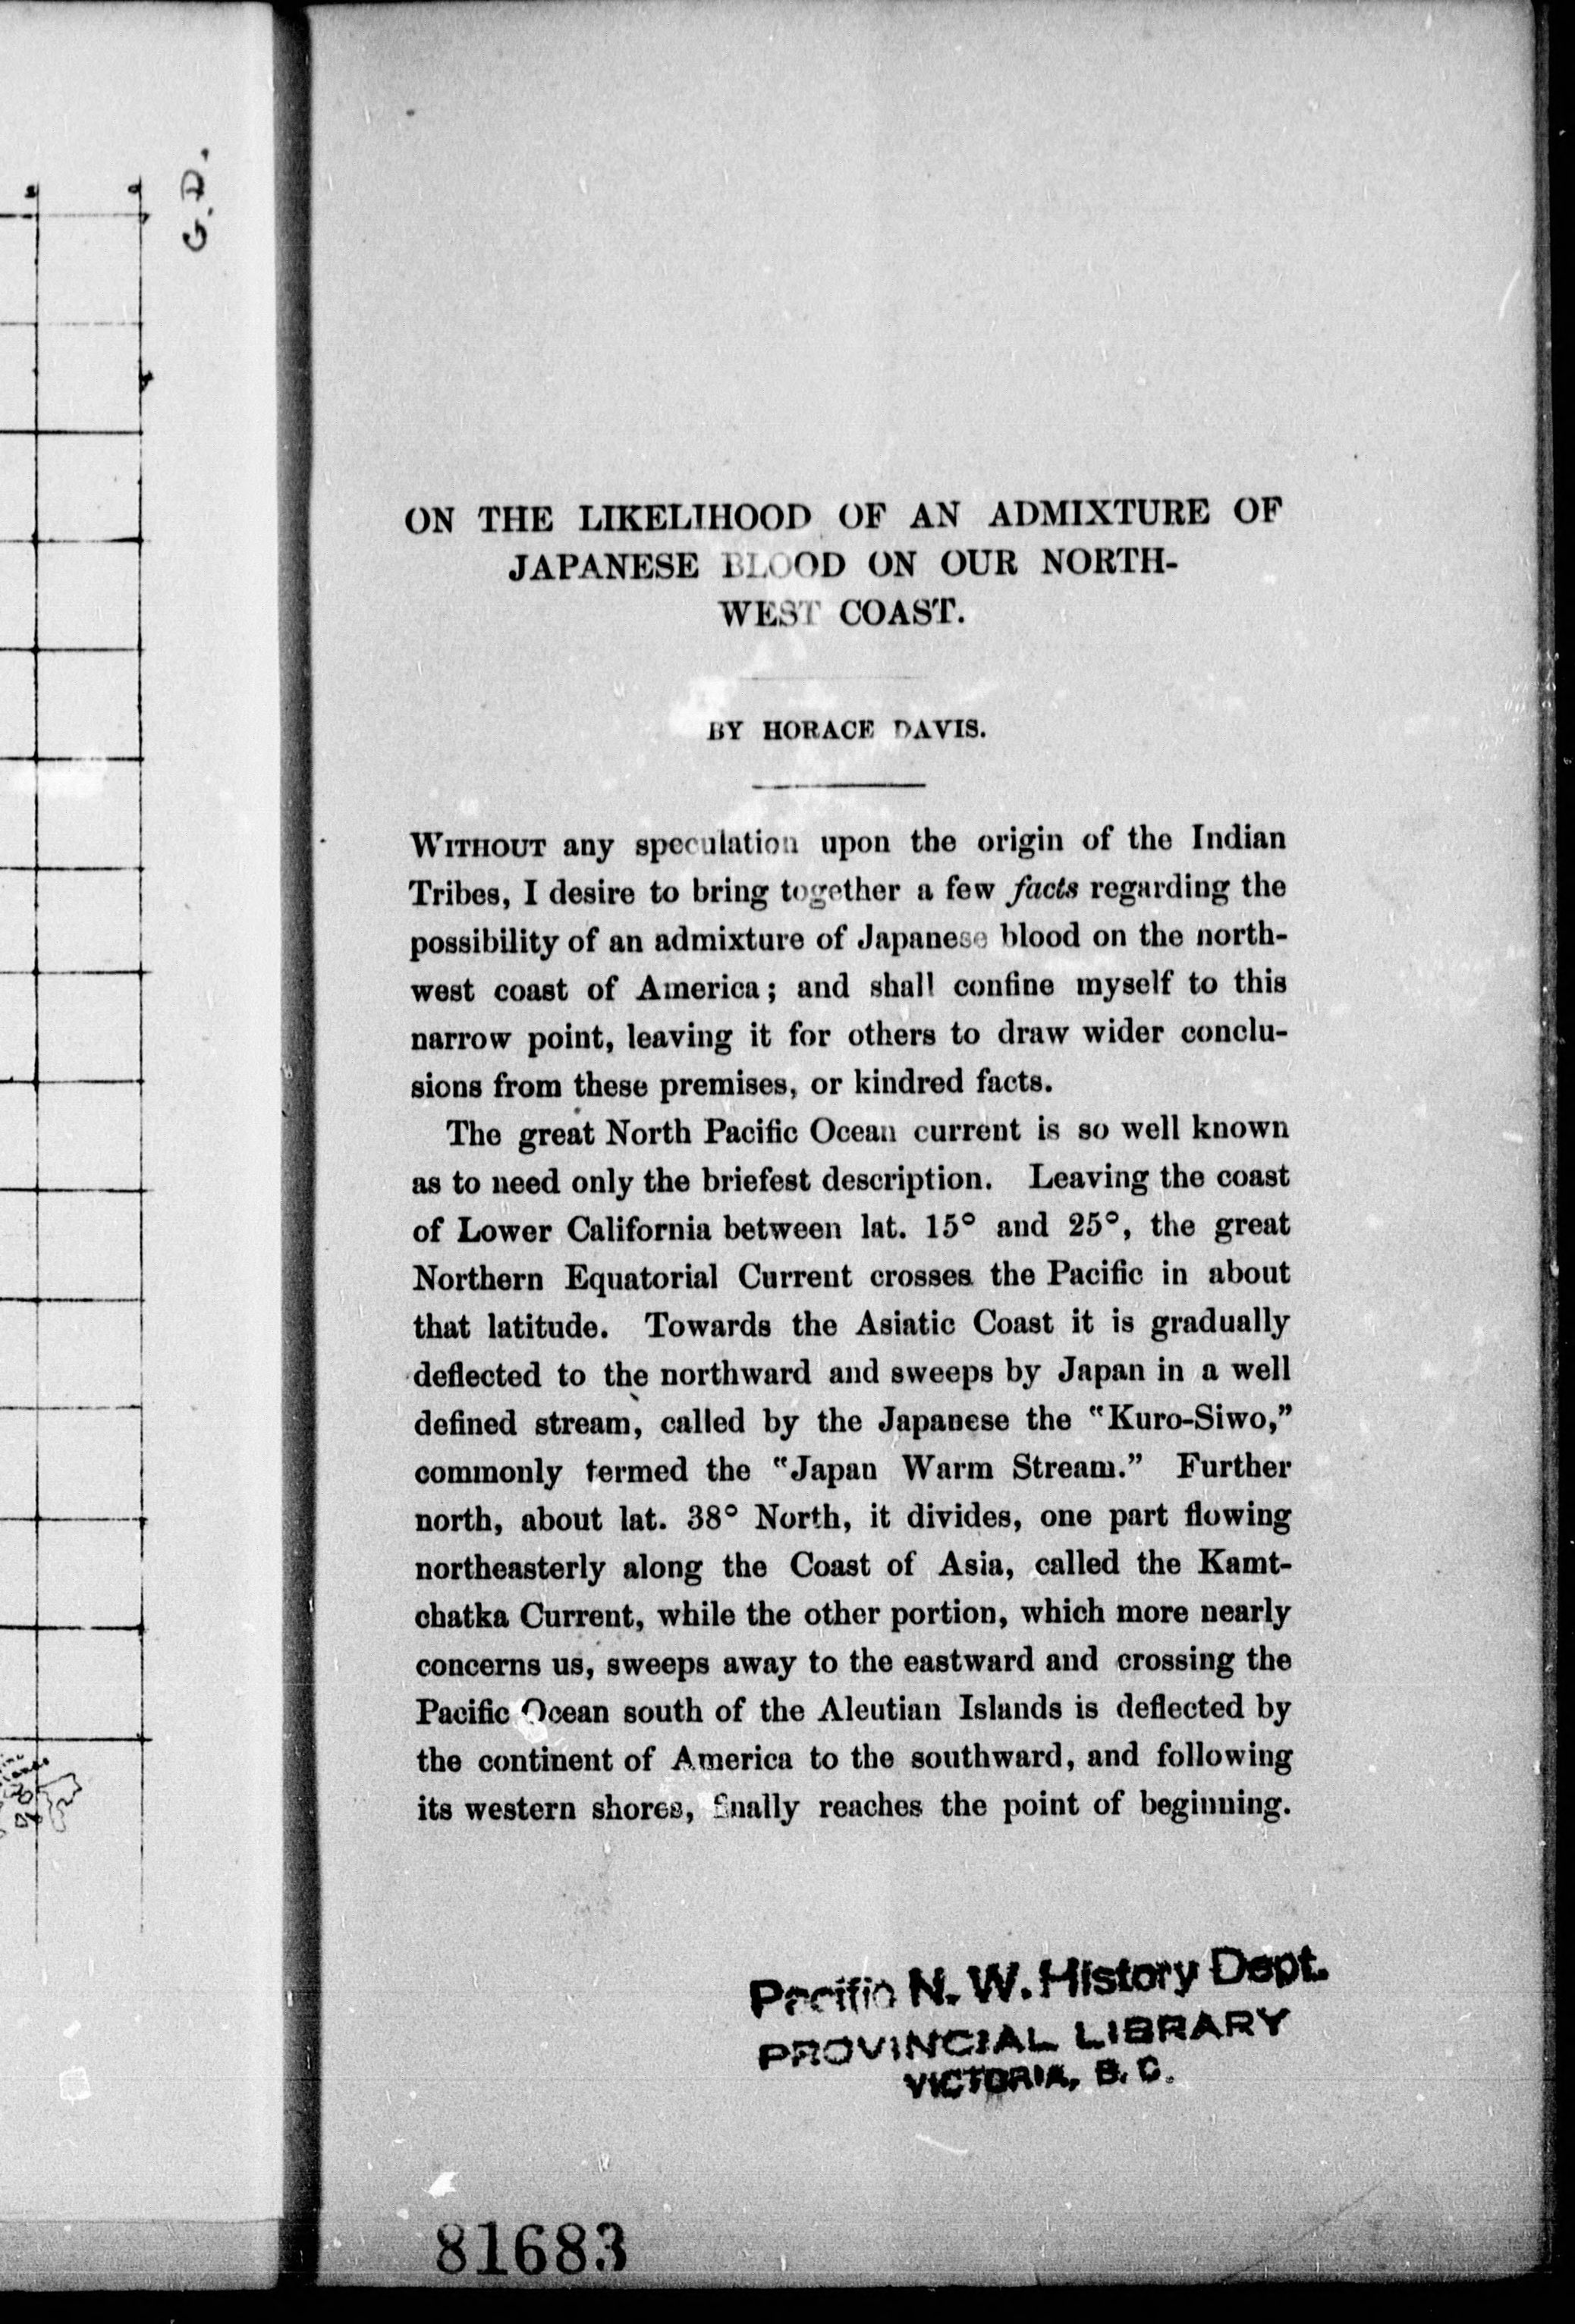 G.D.
ON THE LIKELIHOOD OF AN ADMIXTURE OF
JAPANESE BLOOD ON OUR NORTH-
WEST COAST.
BY HORACE DAVIS.
WITHOUT any speculation upon the origin of the Indian
Tribes, I desire to bring together a few facts regarding the
possibility of an admixture of Japanese blood on the north-
west coast of America; and shall confine myself to this
narrow point, leaving it for others to draw wider conclu-
sions from these premises, or kindred facts.
The great North Pacific Ocean current is so well known
as to need only the briefest description. Leaving the coast
of Lower California between lat. 15° and 25°, the great
Northern Equatorial Current crosses the Pacific in about
that latitude. Towards the Asiatic Coast it is gradually
deflected to the northward and sweeps by Japan in a well
defined stream, called by the Japanese the "Kuro-Siwo,"
commonly termed the "Japan Warm Stream." Further
north, about lat. 38° North, it divides, one part flowing
northeasterly along the Coast of Asia, called the Kamt-
chatka Current, while the other portion, which more nearly
concerns us, sweeps away to the eastward and crossing the
Pacific Ocean south of the Aleutian Islands is deflected by
the continent of America to the southward, and following
its western shores, finally reaches the point of beginning.
Pacific N. W. History Dept.
PROVINCIAL LIBRARY
VICTORIA, B. C.
81683